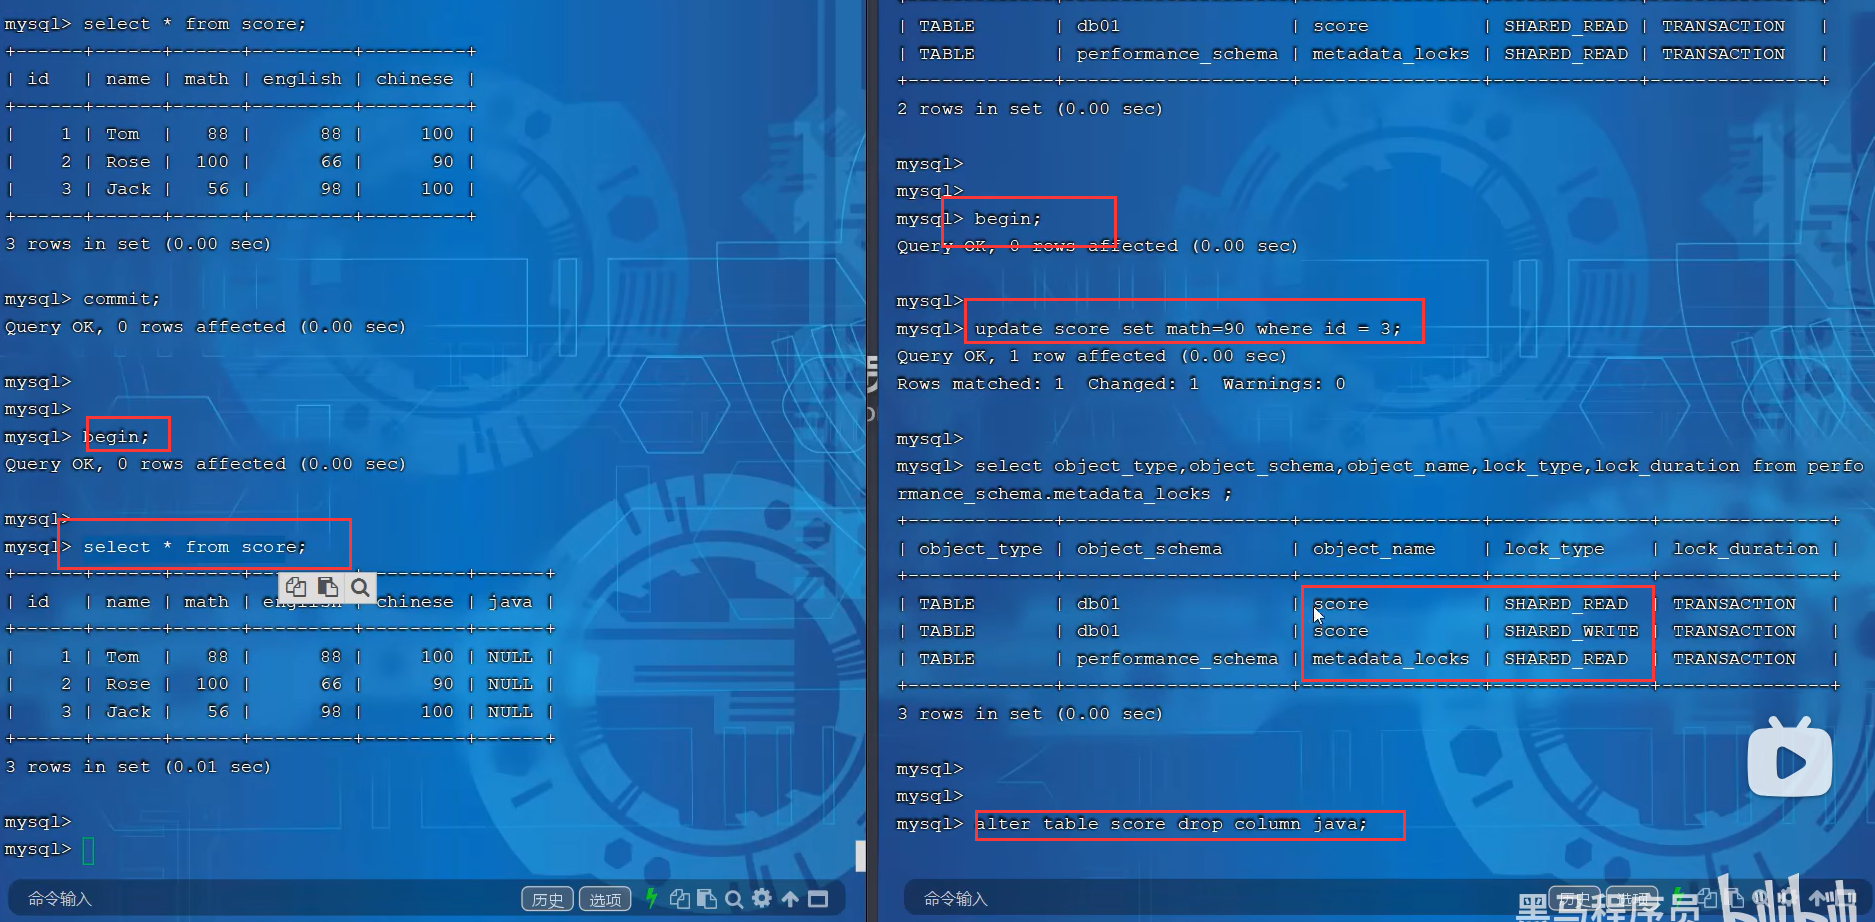 mysql> select * from score;
+------+------+------+---------+---------+
| id   | name | math | english | chinese |
+------+------+------+---------+---------+
|    1 | Tom  |   88 |      88 |     100 |
|    2 | Rose |  100 |      66 |      90 |
|    3 | Jack |   56 |      98 |     100 |
+------+------+------+---------+---------+
3 rows in set (0.00 sec)
mysql> commit;
Query OK, 0 rows affected (0.00 sec)
mysql>
mysql>
mysql> begin;
Query OK, 0 rows affected (0.00 sec)
mysql>
mysql> select * from score;
+------+------+------+---------+---------+------+
| id   | name | math | english | chinese | java |
+------+------+------+---------+---------+------+
|    1 | Tom  |   88 |      88 |     100 | NULL |
|    2 | Rose |  100 |      66 |      90 | NULL |
|    3 | Jack |   56 |      98 |     100 | NULL |
+------+------+------+---------+---------+------+
3 rows in set (0.01 sec)
mysql>
mysql>
命令输入 历史 选项
| TABLE       | db01               | score          | SHARED_READ | TRANSACTION   |
| TABLE       | performance_schema | metadata_locks | SHARED_READ | TRANSACTION   |
+-------------+--------------------+----------------+-------------+---------------+
2 rows in set (0.00 sec)
mysql>
mysql>
mysql> begin;
Query OK, 0 rows affected (0.00 sec)
mysql>
mysql> update score set math=90 where id = 3;
Query OK, 1 row affected (0.00 sec)
Rows matched: 1  Changed: 1  Warnings: 0
mysql>
mysql> select object_type,object_schema,object_name,lock_type,lock_duration from perfo
rmance_schema.metadata_locks ;
+-------------+--------------------+----------------+--------------+---------------+
| object_type | object_schema      | object_name    | lock_type    | lock_duration |
+-------------+--------------------+----------------+--------------+---------------+
| TABLE       | db01               | score          | SHARED_READ  | TRANSACTION   |
| TABLE       | db01               | score          | SHARED_WRITE | TRANSACTION   |
| TABLE       | performance_schema | metadata_locks | SHARED_READ  | TRANSACTION   |
+-------------+--------------------+----------------+--------------+---------------+
3 rows in set (0.00 sec)
mysql>
mysql>
mysql> alter table score drop column java;
命令输入 历史 选项
黑马程序员 bilibili